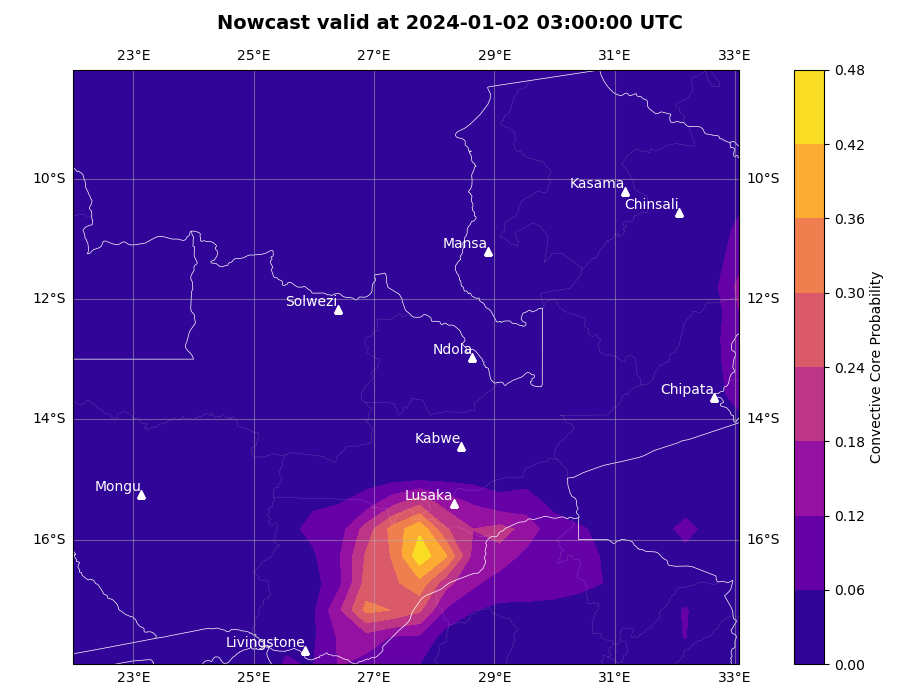 Nowcast valid at 2024-01-02 03:00:00 UTC
23°E 25°E 27°E 29°E 31°E 33°E
0.48
0.42
10°S Kasama 10°S
Chinsali
0.36
Mansa
12°S 12°S 0.30
Solwezi
Ndola
0.24
Chipata
14°S 14°S
Kabwe 0.18
Mongu
Lusaka
0.12
16°S 16°S
0.06
Livingstone
0.00
23°E 25°E 27°E 29°E 31°E 33°E
Convective Core Probability